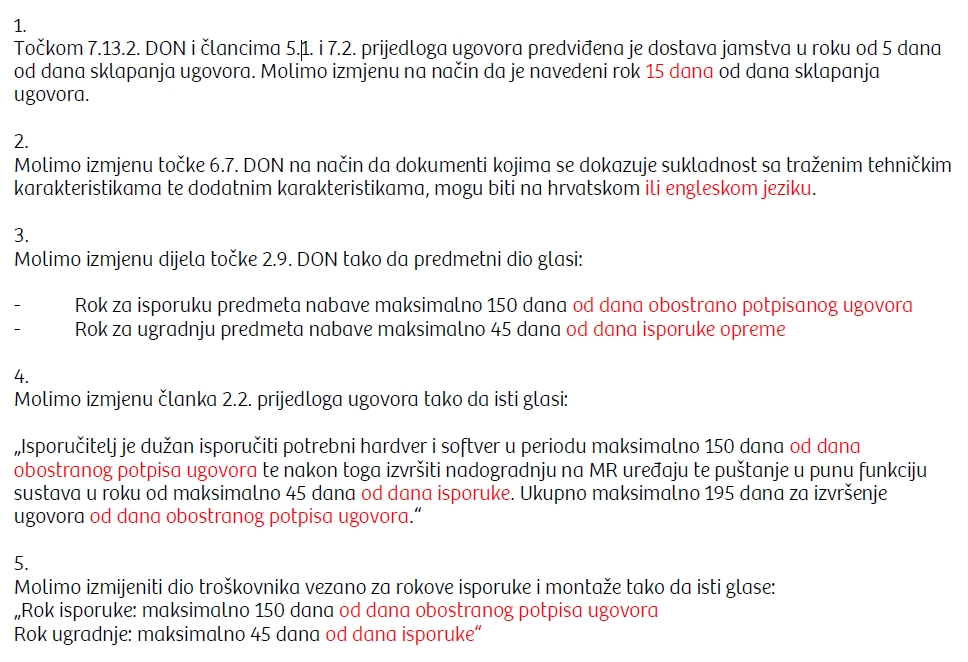 1.
Točkom 7.13.2. DON i člancima 5.1. i 7.2. prijedloga ugovora predviđena je dostava jamstva u roku od 5 dana
od dana sklapanja ugovora. Molimo izmjenu na način da je navedeni rok 15 dana od dana sklapanja
ugovora.
2.
Molimo izmjenu točke 6.7. DON na način da dokumenti kojima se dokazuje sukladnost sa traženim tehničkim
karakteristikama te dodatnim karakteristikama, mogu biti na hrvatskom ili engleskom jeziku.
3.
Molimo izmjenu dijela točke 2.9. DON tako da predmetni dio glasi:
- Rok za isporuku predmeta nabave maksimalno 150 dana od dana obostrano potpisanog ugovora
- Rok za ugradnju predmeta nabave maksimalno 45 dana od dana isporuke opreme
4.
Molimo izmjenu članka 2.2. prijedloga ugovora tako da isti glasi:
„Isporučitelj je dužan isporučiti potrebni hardver i softver u periodu maksimalno 150 dana od dana
obostranog potpisa ugovora te nakon toga izvršiti nadogradnju na MR uređaju te puštanje u punu funkciju
sustava u roku od maksimalno 45 dana od dana isporuke. Ukupno maksimalno 195 dana za izvršenje
ugovora od dana obostranog potpisa ugovora.“
5.
Molimo izmijeniti dio troškovnika vezano za rokove isporuke i montaže tako da isti glase:
„Rok isporuke: maksimalno 150 dana od dana obostranog potpisa ugovora
Rok ugradnje: maksimalno 45 dana od dana isporuke“